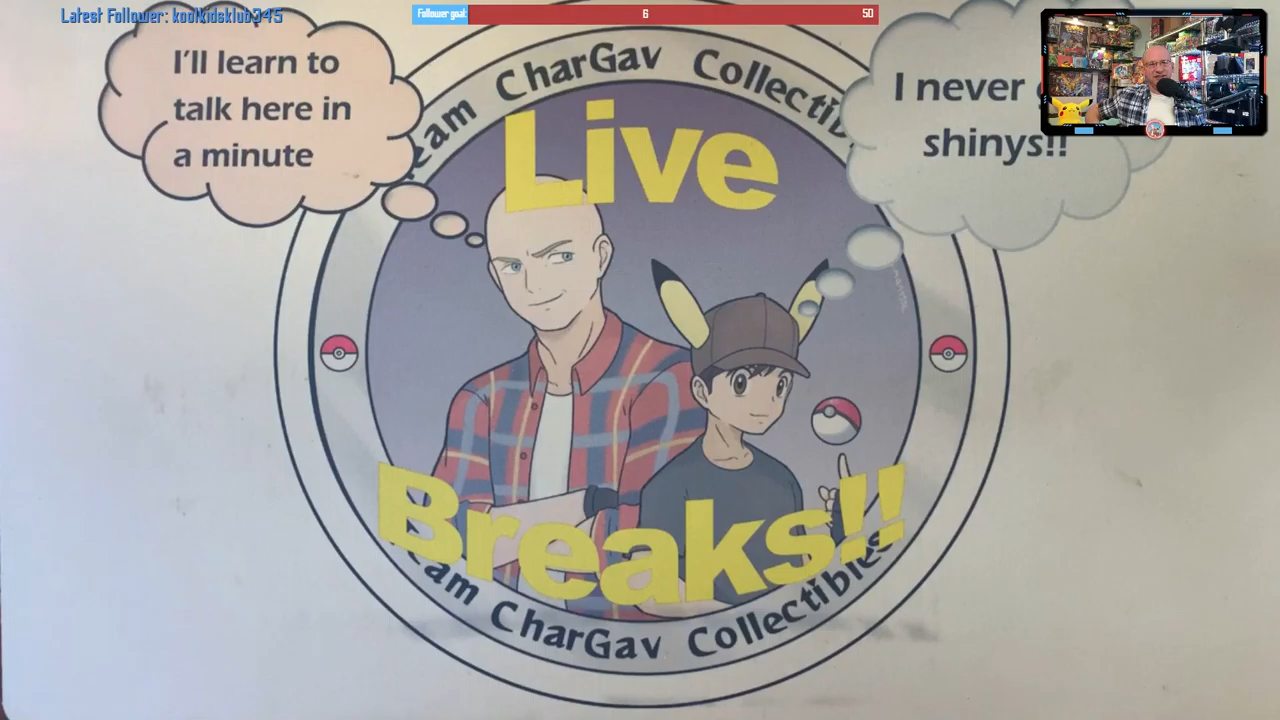 Latest Follower: koolkidsklub345
Follower goal:
6
50
I'll learn to
talk here in
a minute
I never
shinys!!
Team CharGav Collectibles
Live
Breaks!!
Team CharGav Collectibles